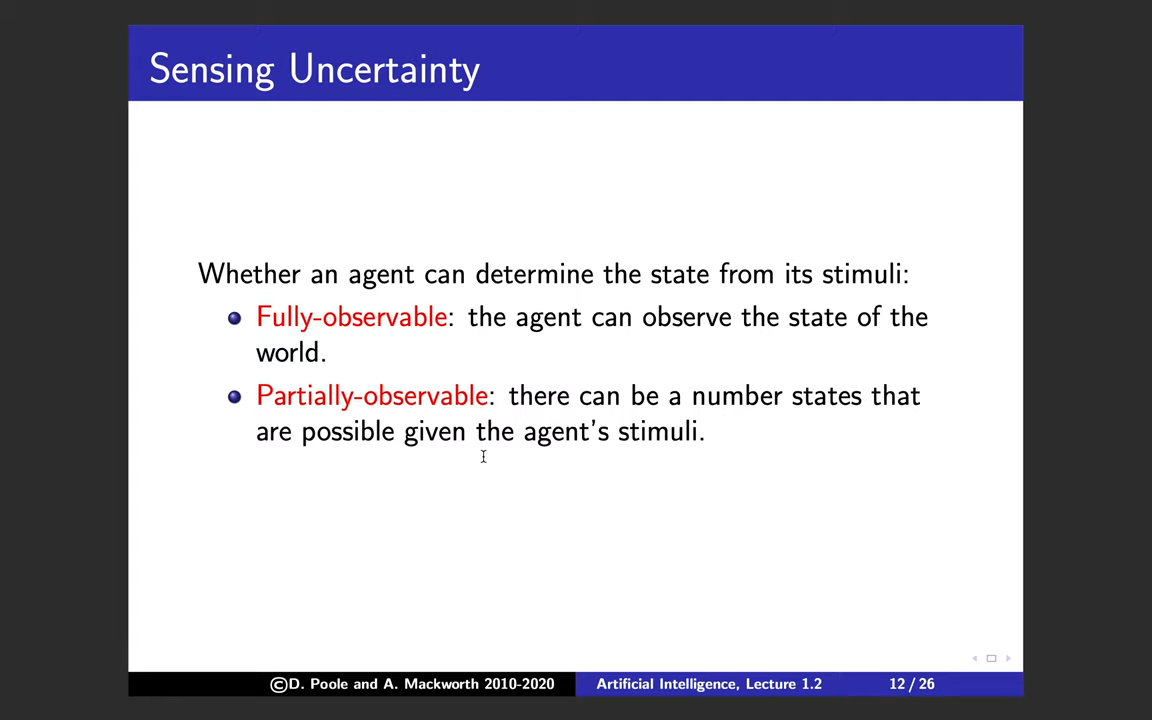 Sensing Uncertainty
Whether an agent can determine the state from its stimuli:
Fully-observable: the agent can observe the state of the
world.
Partially-observable: there can be a number states that
are possible given the agent's stimuli.
©D. Poole and A. Mackworth 2010-2020
Artificial Intelligence, Lecture 1.2
12 / 26